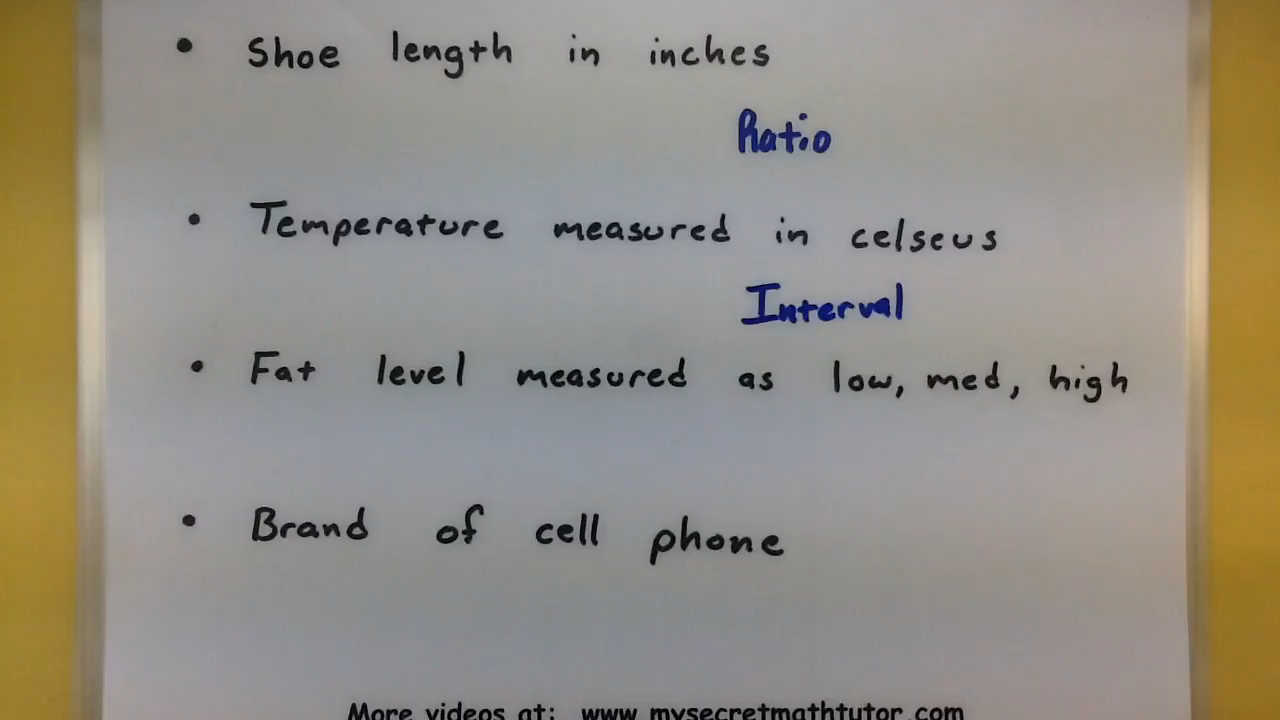 • Shoe length in inches
Ratio
• Temperature measured in celseus
Interval
• Fat level measured as low, med, high
• Brand of cell phone
More videos at: www.mysecretmathtutor.com